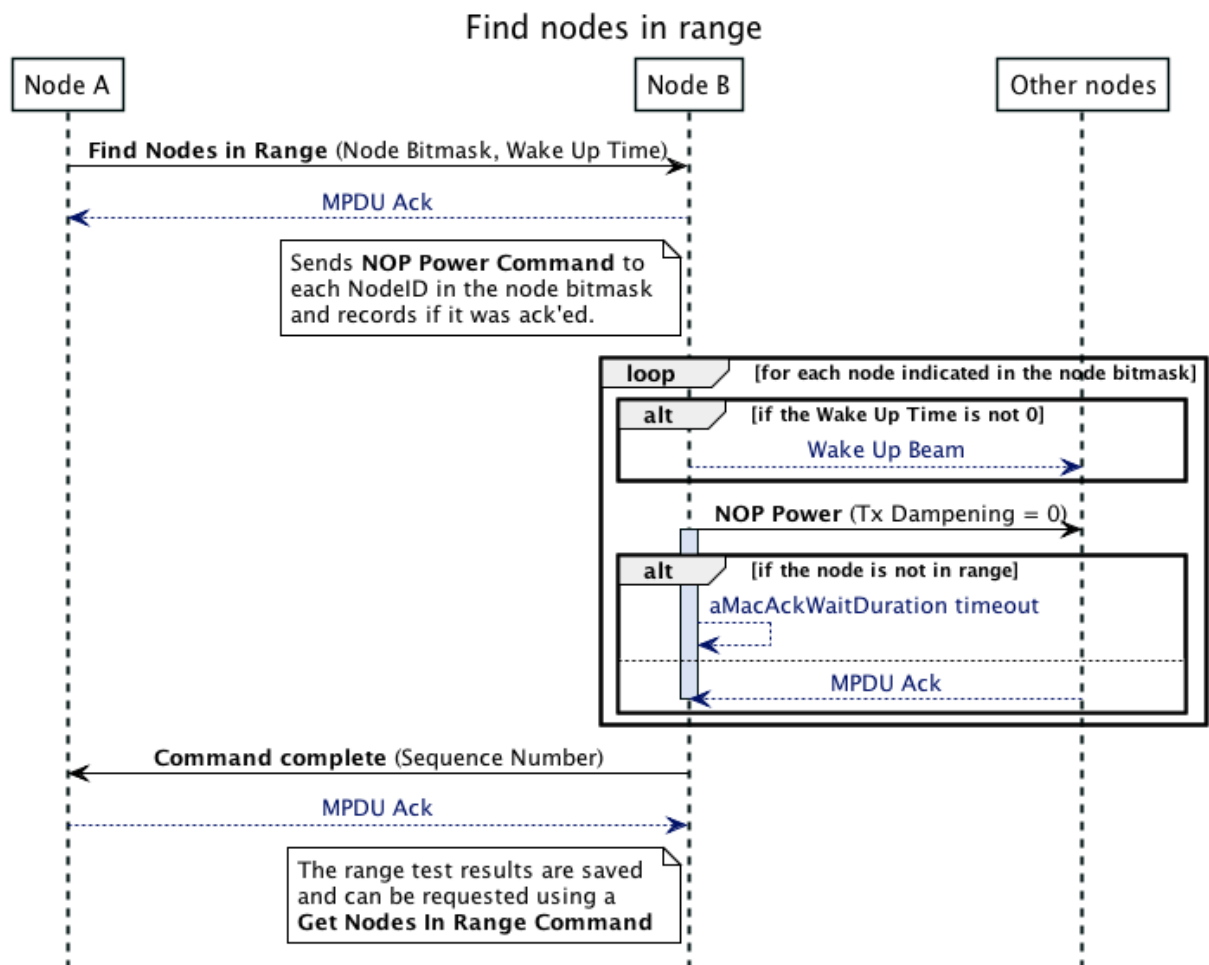 Find nodes in range
Node A
Node B
Other nodes
Find Nodes in Range (Node Bitmask, Wake Up Time)
MPDU Ack
Sends NOP Power Command to
each NodeID in the node bitmask
and records if it was ack'ed.
loop
[for each node indicated in the node bitmask]
alt
[if the Wake Up Time is not 0]
Wake Up Beam
NOP Power (Tx Dampening = 0)
alt
[if the node is not in range]
aMacAckWaitDuration timeout
MPDU Ack
Command complete (Sequence Number)
MPDU Ack
The range test results are saved
and can be requested using a
Get Nodes In Range Command